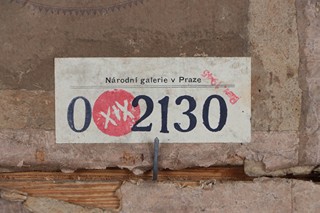 Národní galerie v Praze
O XIX 2130